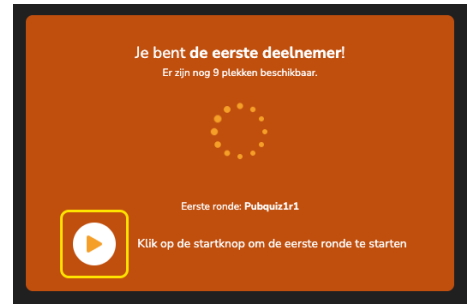 Je bent de eerste deelnemer!
Er zijn nog 9 plekken beschikbaar.
Eerste ronde: Pubquiz1r1
Klik op de startknop om de eerste ronde te starten